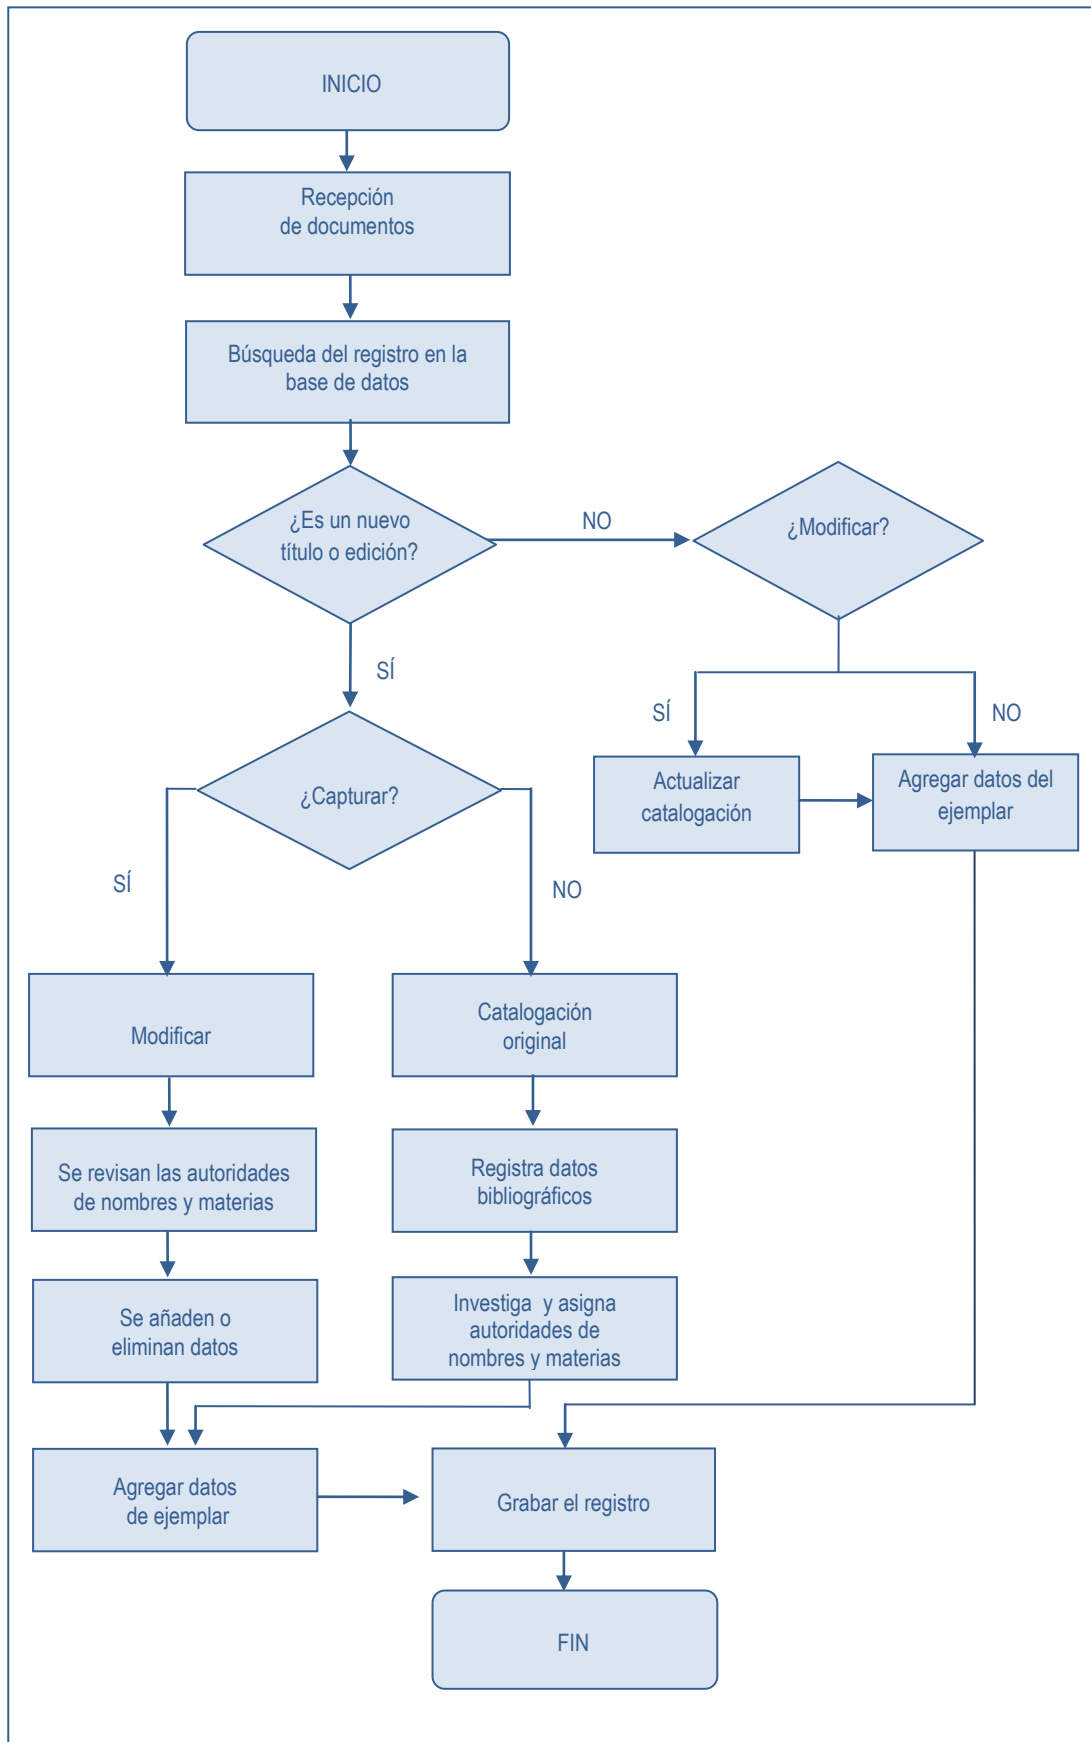 INICIO
Recepción
de documentos
Búsqueda del registro en la
base de datos
¿Es un nuevo
título o edición?
NO
¿Modificar?
SÍ
SÍ
NO
¿Capturar?
Actualizar
catalogación
Agregar datos del
ejemplar
SÍ
NO
Modificar
Catalogación
original
Se revisan las autoridades
de nombres y materias
Registra datos
bibliográficos
Se añaden o
eliminan datos
Investiga y asigna
autoridades de
nombres y materias
Agregar datos
de ejemplar
Grabar el registro
FIN